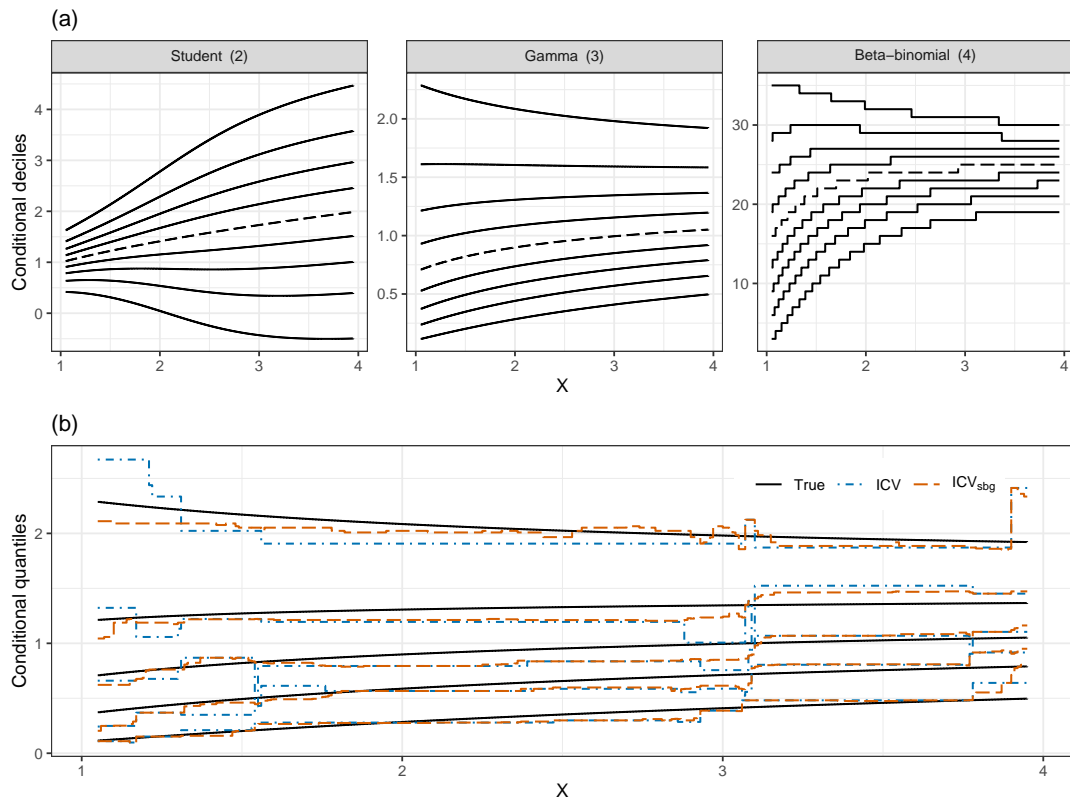 (a)
Student (2)
Gamma (3)
Beta−binomial (4)
Conditional deciles
4
3
2
1
0
2.0
1.5
1.0
0.5
30
20
10
1 2 3 4
1 2 3 4
1 2 3 4
X
(b)
Conditional quantiles
2
1
0
True ICV ICVsbg
1 2 3 4
X